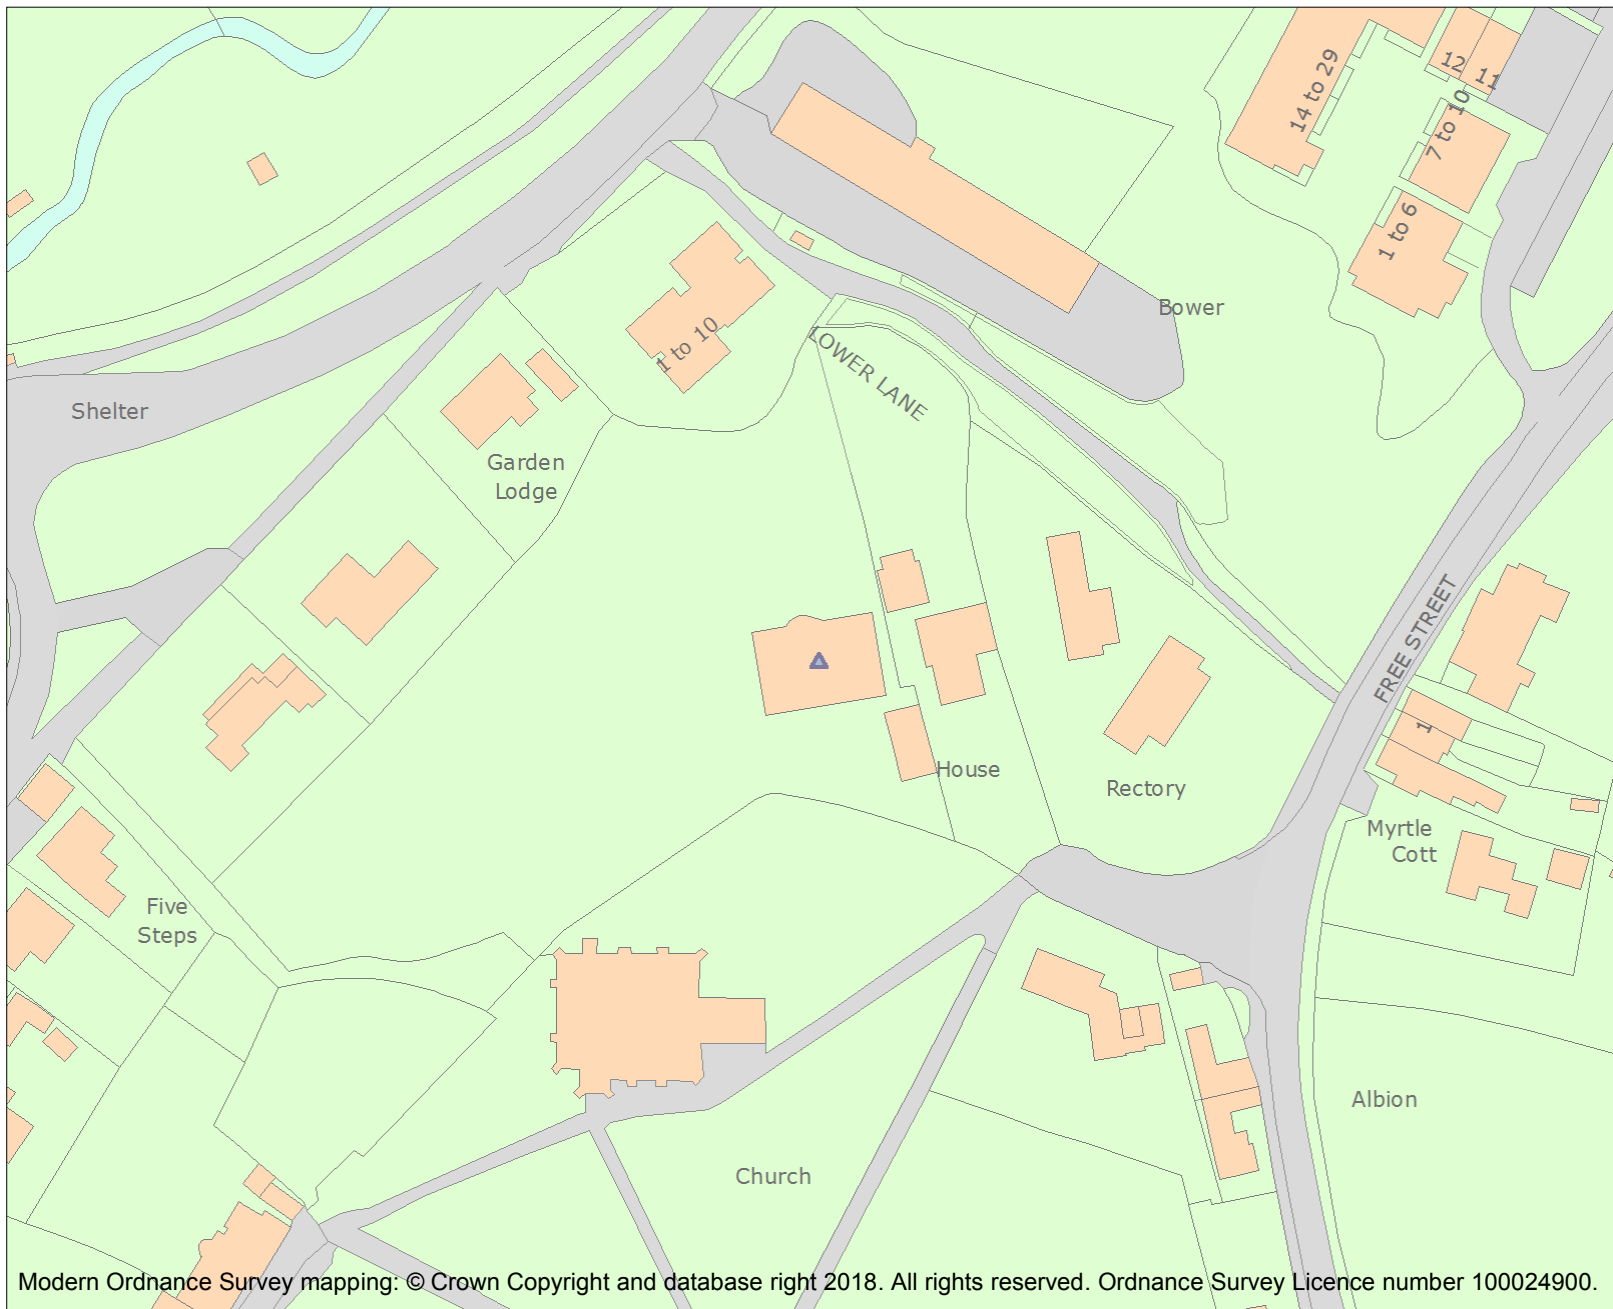 14 to 29
12
11
7 to 10
1 to 6
Bower
1 to 10
LOWER LANE
Shelter
Garden
Lodge
FREE STREET
1
House
Rectory
Myrtle
Cott
Five
Steps
Albion
Church
Modern Ordnance Survey mapping: © Crown Copyright and database right 2018. All rights reserved. Ordnance Survey Licence number 100024900.